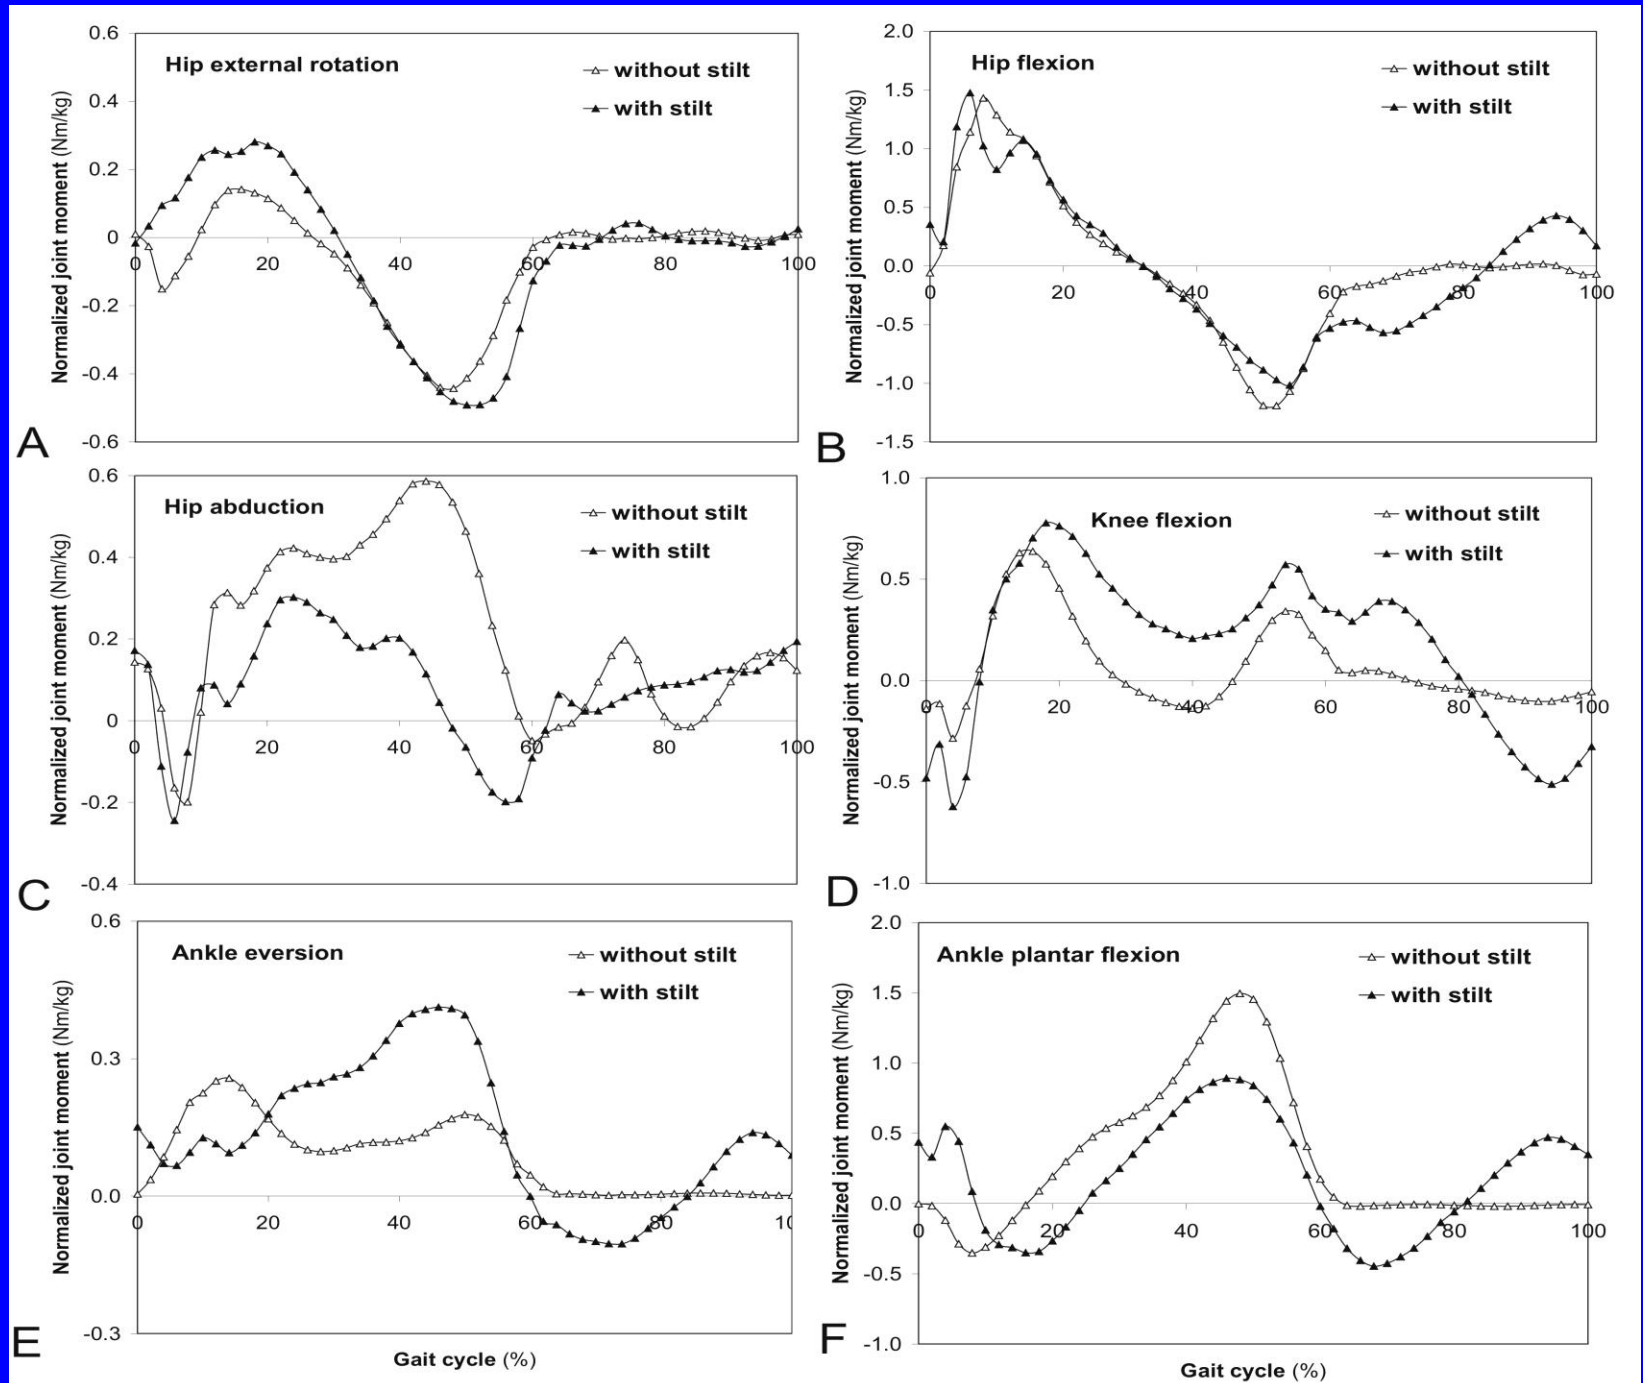 Hip external rotation
without stilt
with stilt
Normalized joint moment (Nm/kg)
0.6
0.4
0.2
0
-0.2
-0.4
-0.6
0 20 40 60 80 100
A
Hip flexion
without stilt
with stilt
Normalized joint moment (Nm/kg)
2.0
1.5
1.0
0.5
0.0
-0.5
-1.0
-1.5
0 20 40 60 80 100
B
Hip abduction
without stilt
with stilt
Normalized joint moment (Nm/kg)
0.6
0.4
0.2
0
-0.2
-0.4
0 20 40 60 80 100
C
Knee flexion
without stilt
with stilt
Normalized joint moment (Nm/kg)
1.0
0.5
0.0
-0.5
-1.0
0 20 40 60 80 100
D
Ankle eversion
without stilt
with stilt
Normalized joint moment (Nm/kg)
0.6
0.3
0.0
-0.3
0 20 40 60 80 100
E
Gait cycle (%)
Ankle plantar flexion
without stilt
with stilt
Normalized joint moment (Nm/kg)
2.0
1.5
1.0
0.5
0.0
-0.5
-1.0
0 20 40 60 80 100
F
Gait cycle (%)